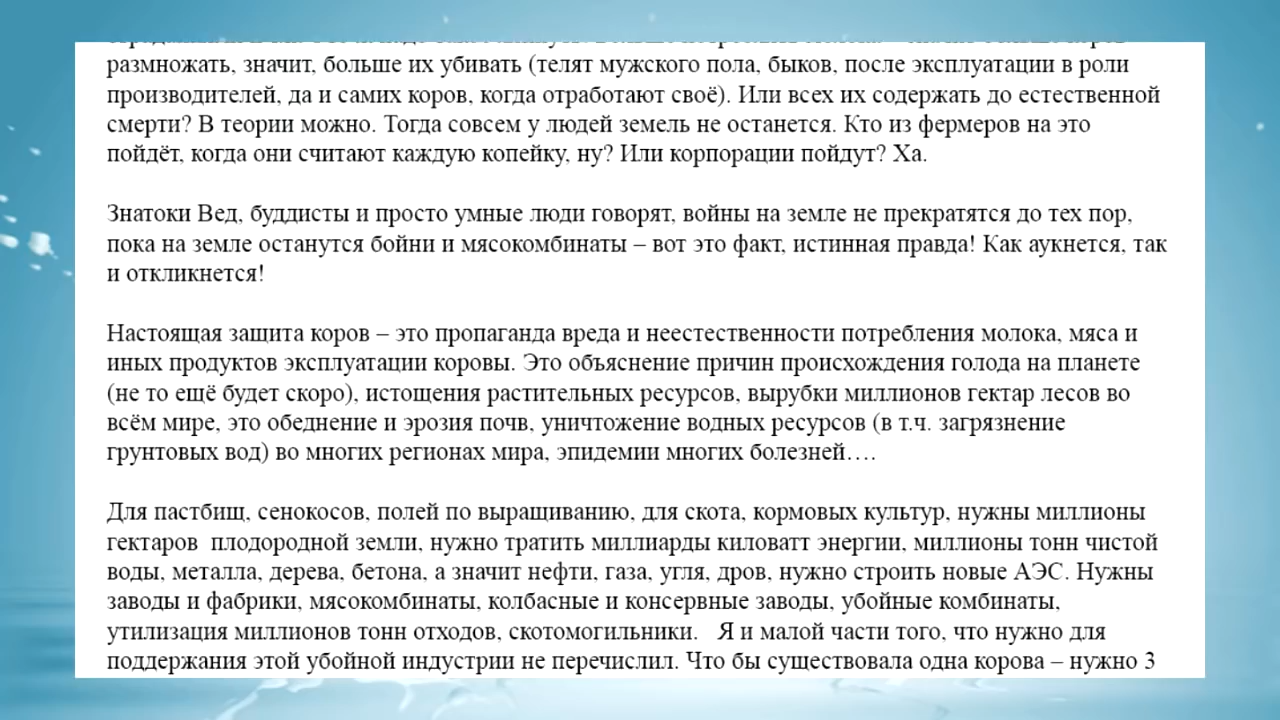 размножать, значит, больше их убивать (телят мужского пола, быков, после эксплуатации в роли
производителей, да и самих коров, когда отработают своё). Или всех их содержать до естественной
смерти? В теории можно. Тогда совсем у людей земель не останется. Кто из фермеров на это
пойдёт, когда они считают каждую копейку, ну? Или корпорации пойдут? Ха.
Знатоки Вед, буддисты и просто умные люди говорят, войны на земле не прекратятся до тех пор,
пока на земле останутся бойни и мясокомбинаты – вот это факт, истинная правда! Как аукнется, так
и откликнется!
Настоящая защита коров – это пропаганда вреда и неестественности потребления молока, мяса и
иных продуктов эксплуатации коровы. Это объяснение причин происхождения голода на планете
(не то ещё будет скоро), истощения растительных ресурсов, вырубки миллионов гектар лесов во
всём мире, это обеднение и эрозия почв, уничтожение водных ресурсов (в т.ч. загрязнение
грунтовых вод) во многих регионах мира, эпидемии многих болезней….
Для пастбищ, сенокосов, полей по выращиванию, для скота, кормовых культур, нужны миллионы
гектаров  плодородной земли, нужно тратить миллиарды киловатт энергии, миллионы тонн чистой
воды, металла, дерева, бетона, а значит нефти, газа, угля, дров, нужно строить новые АЭС. Нужны
заводы и фабрики, мясокомбинаты, колбасные и консервные заводы, убойные комбинаты,
утилизация миллионов тонн отходов, скотомогильники.   Я и малой части того, что нужно для
поддержания этой убойной индустрии не перечислил. Что бы существовала одна корова – нужно 3